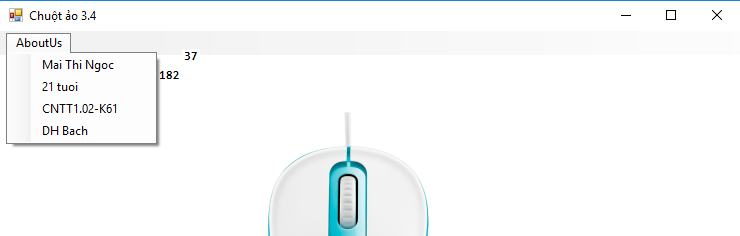 Chuột ảo 3.4
AboutUs
37
Mai Thi Ngoc
182
21 tuoi
CNTT1.02-K61
DH Bach